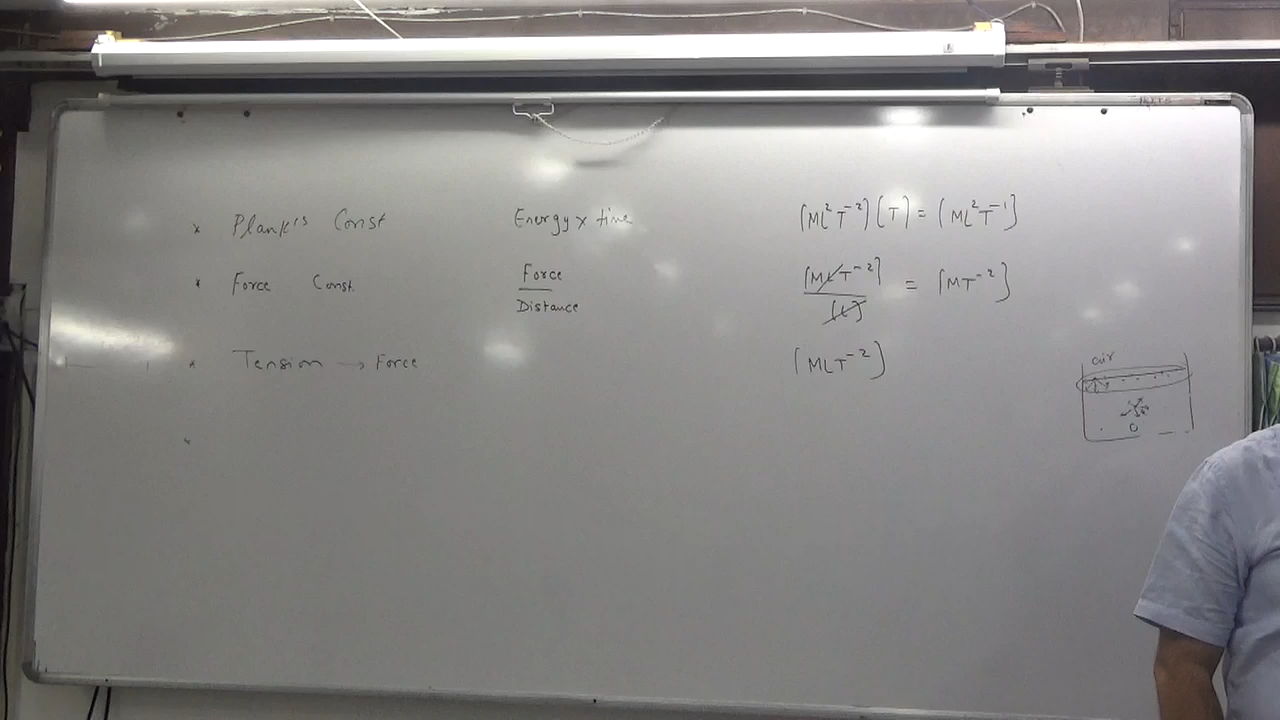 * Plank's Const Energy × time [ML²T⁻²][T] = [ML²T⁻¹]
* Force Const. Force / Distance [MLT⁻²] / [L] = [MT⁻²]
* Tension → Force [MLT⁻²]
*
air